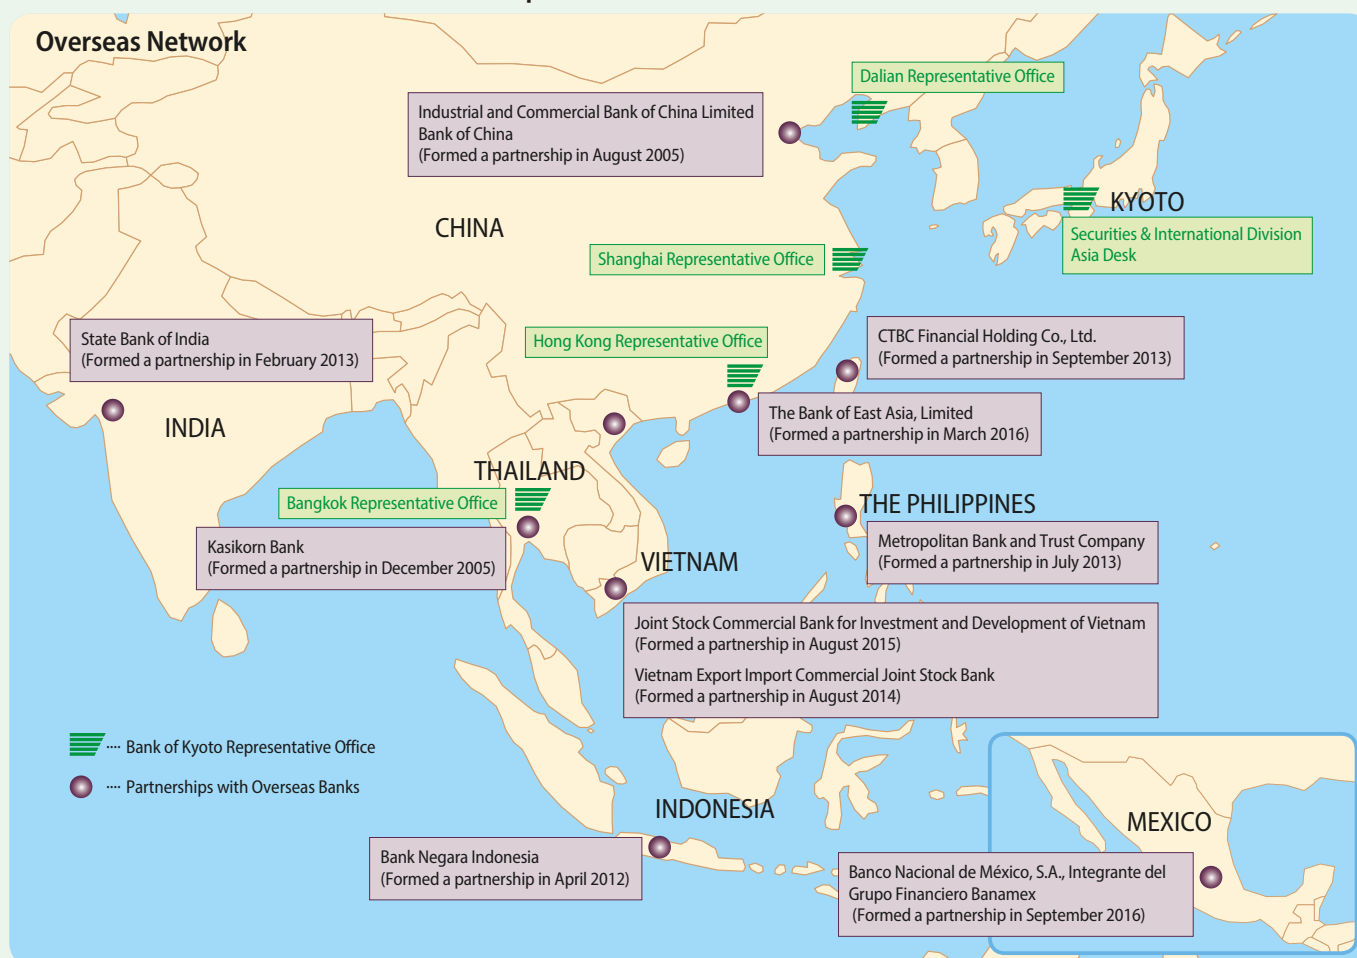 Overseas Network
Dalian Representative Office
Industrial and Commercial Bank of China Limited
Bank of China
(Formed a partnership in August 2005)
KYOTO
Securities & International Division
Asia Desk
CHINA
Shanghai Representative Office
State Bank of India
(Formed a partnership in February 2013)
Hong Kong Representative Office
CTBC Financial Holding Co., Ltd.
(Formed a partnership in September 2013)
The Bank of East Asia, Limited
(Formed a partnership in March 2016)
INDIA
THAILAND
Bangkok Representative Office
THE PHILIPPINES
Metropolitan Bank and Trust Company
(Formed a partnership in July 2013)
Kasikorn Bank
(Formed a partnership in December 2005)
VIETNAM
Joint Stock Commercial Bank for Investment and Development of Vietnam
(Formed a partnership in August 2015)
Vietnam Export Import Commercial Joint Stock Bank
(Formed a partnership in August 2014)
···· Bank of Kyoto Representative Office
···· Partnerships with Overseas Banks
INDONESIA
MEXICO
Bank Negara Indonesia
(Formed a partnership in April 2012)
Banco Nacional de México, S.A., Integrante del
Grupo Financiero Banamex
(Formed a partnership in September 2016)